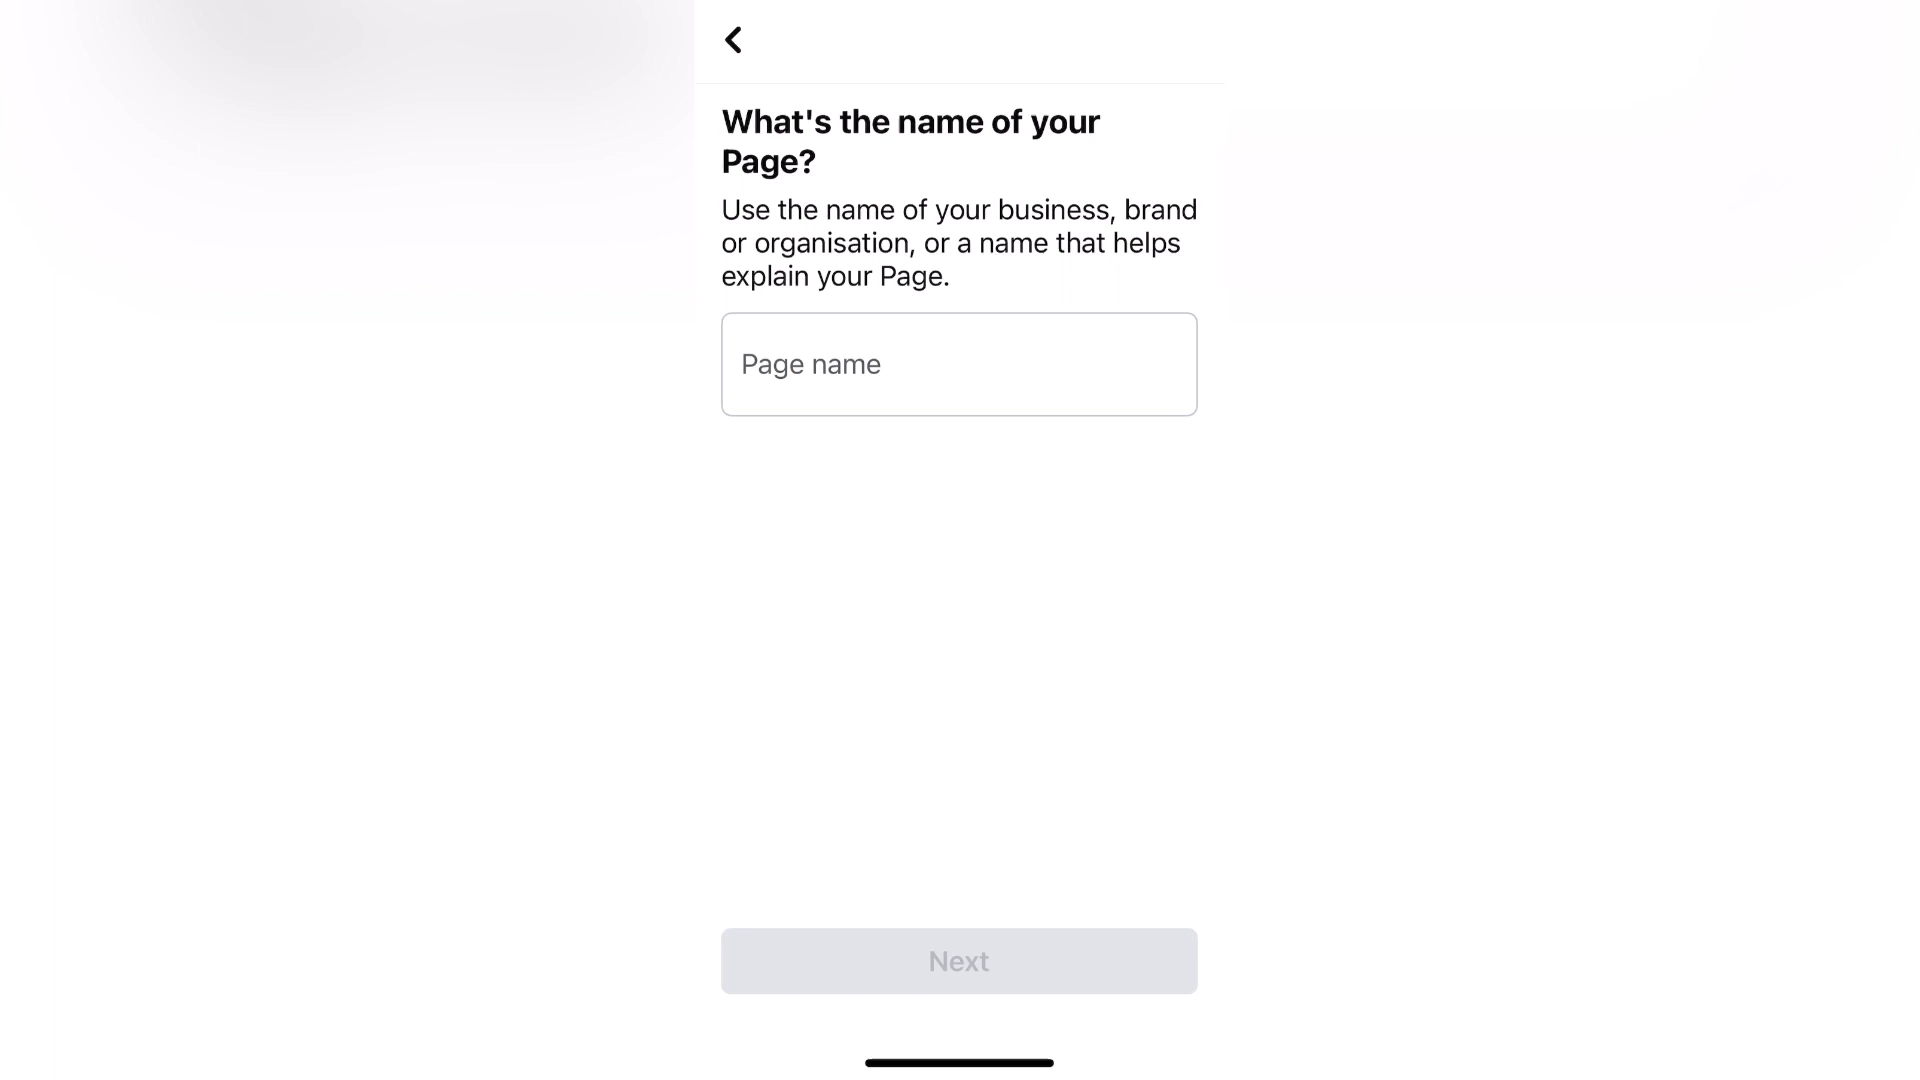 What's the name of your
Page?
Use the name of your business, brand
or organisation, or a name that helps
explain your Page.
Page name
Next